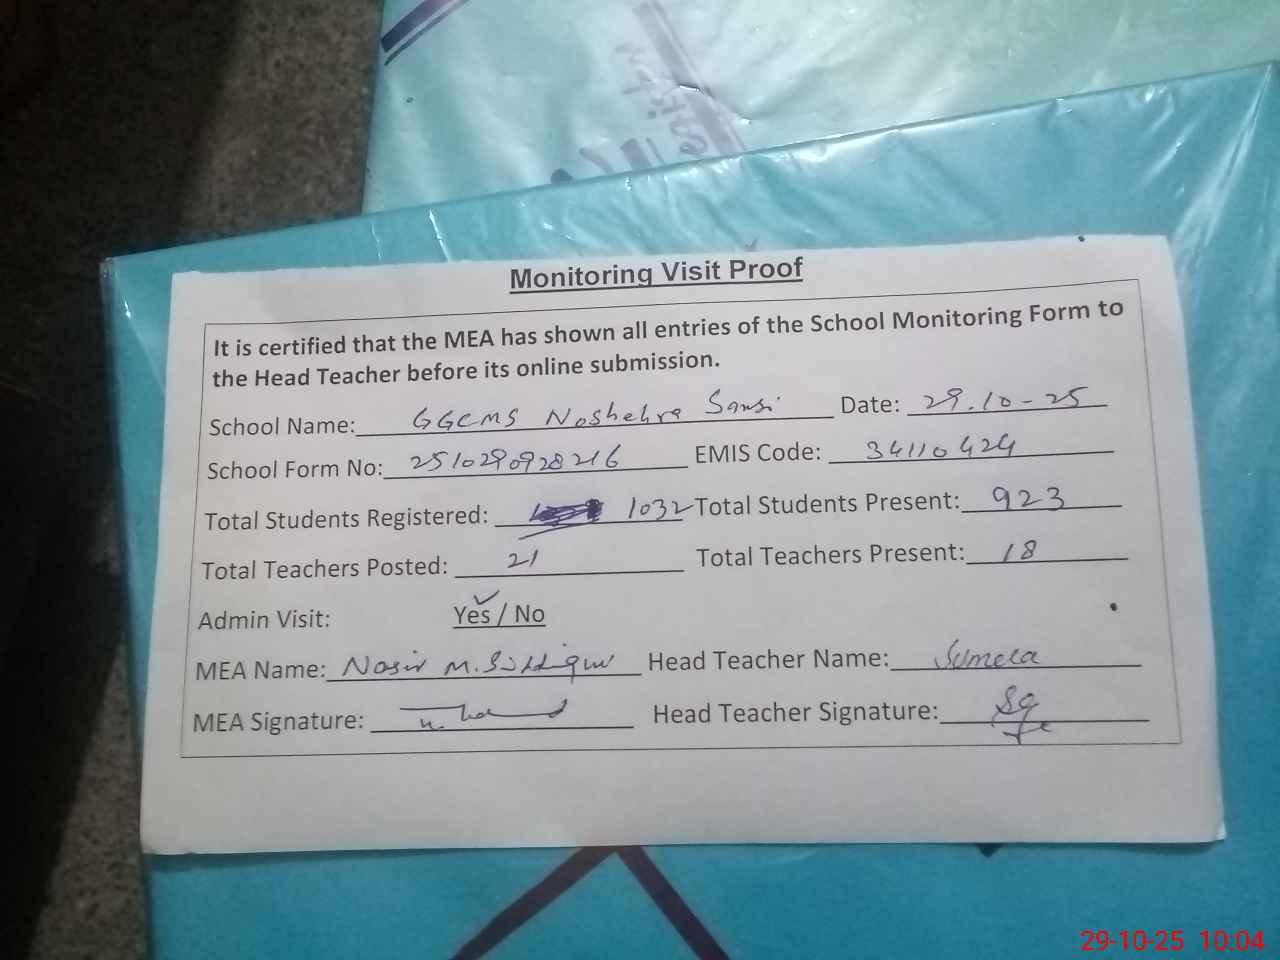 Monitoring Visit Proof
It is certified that the MEA has shown all entries of the School Monitoring Form to
the Head Teacher before its online submission.
School Name: GGCMS Noshehra Sansi Date: 29.10-25
School Form No: 2510290928216 EMIS Code: 34110424
Total Students Registered: 1032 Total Students Present: 923
Total Teachers Posted: 21 Total Teachers Present: 18
Admin Visit: Yes / No
MEA Name: Nasir M. Siddiqui Head Teacher Name: Sumera
MEA Signature: Head Teacher Signature:
29-10-25 10:04